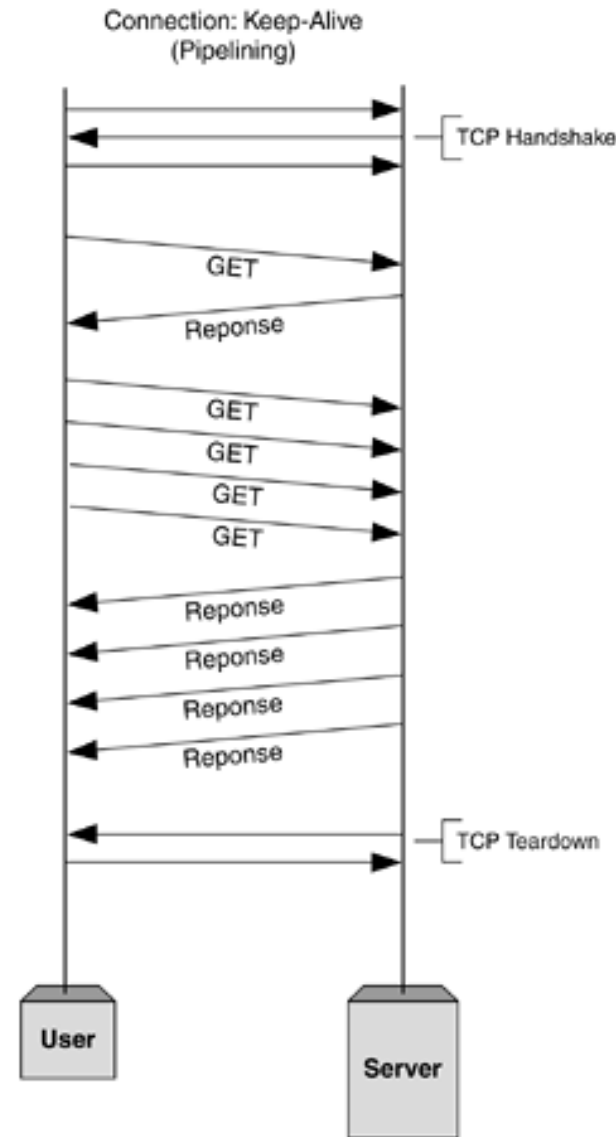 Connection: Keep-Alive
(Pipelining)
TCP Handshake
GET
Reponse
GET
GET
GET
GET
Reponse
Reponse
Reponse
Reponse
TCP Teardown
User
Server